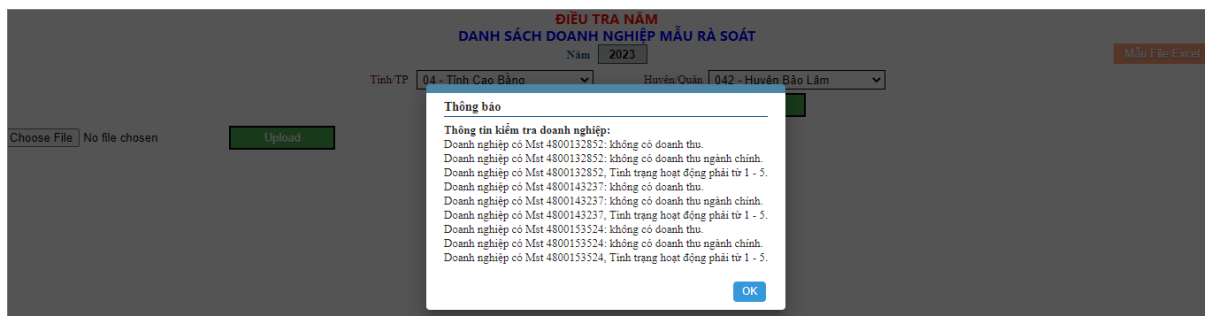 ĐIỀU TRA NĂM
DANH SÁCH DOANH NGHIỆP MẪU RÀ SOÁT
Năm 2023
Mẫu File Excel
Tỉnh/TP 04 - Tỉnh Cao Bằng Huyện/Quận 042 - Huyện Bảo Lâm
Choose File No file chosen Upload
Thông báo
Thông tin kiểm tra doanh nghiệp:
Doanh nghiệp có Mst 4800132852: không có doanh thu.
Doanh nghiệp có Mst 4800132852: không có doanh thu ngành chính.
Doanh nghiệp có Mst 4800132852, Tình trạng hoạt động phải từ 1 - 5.
Doanh nghiệp có Mst 4800143237: không có doanh thu.
Doanh nghiệp có Mst 4800143237: không có doanh thu ngành chính.
Doanh nghiệp có Mst 4800143237, Tình trạng hoạt động phải từ 1 - 5.
Doanh nghiệp có Mst 4800153524: không có doanh thu.
Doanh nghiệp có Mst 4800153524: không có doanh thu ngành chính.
Doanh nghiệp có Mst 4800153524, Tình trạng hoạt động phải từ 1 - 5.
OK